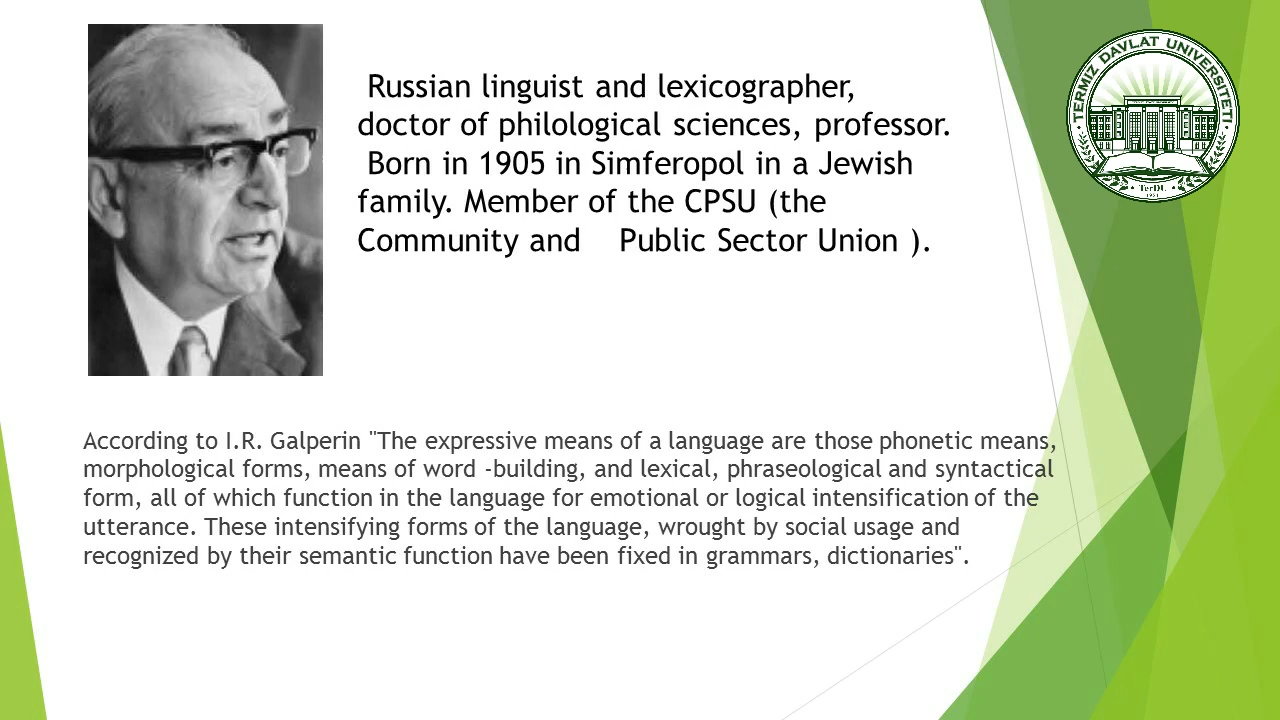 Russian linguist and lexicographer,
doctor of philological sciences, professor.
Born in 1905 in Simferopol in a Jewish
family. Member of the CPSU (the
Community and    Public Sector Union ).
TERMIZ DAVLAT UNIVERSITETI
TerDU
According to I.R. Galperin "The expressive means of a language are those phonetic means,
morphological forms, means of word -building, and lexical, phraseological and syntactical
form, all of which function in the language for emotional or logical intensification of the
utterance. These intensifying forms of the language, wrought by social usage and
recognized by their semantic function have been fixed in grammars, dictionaries".